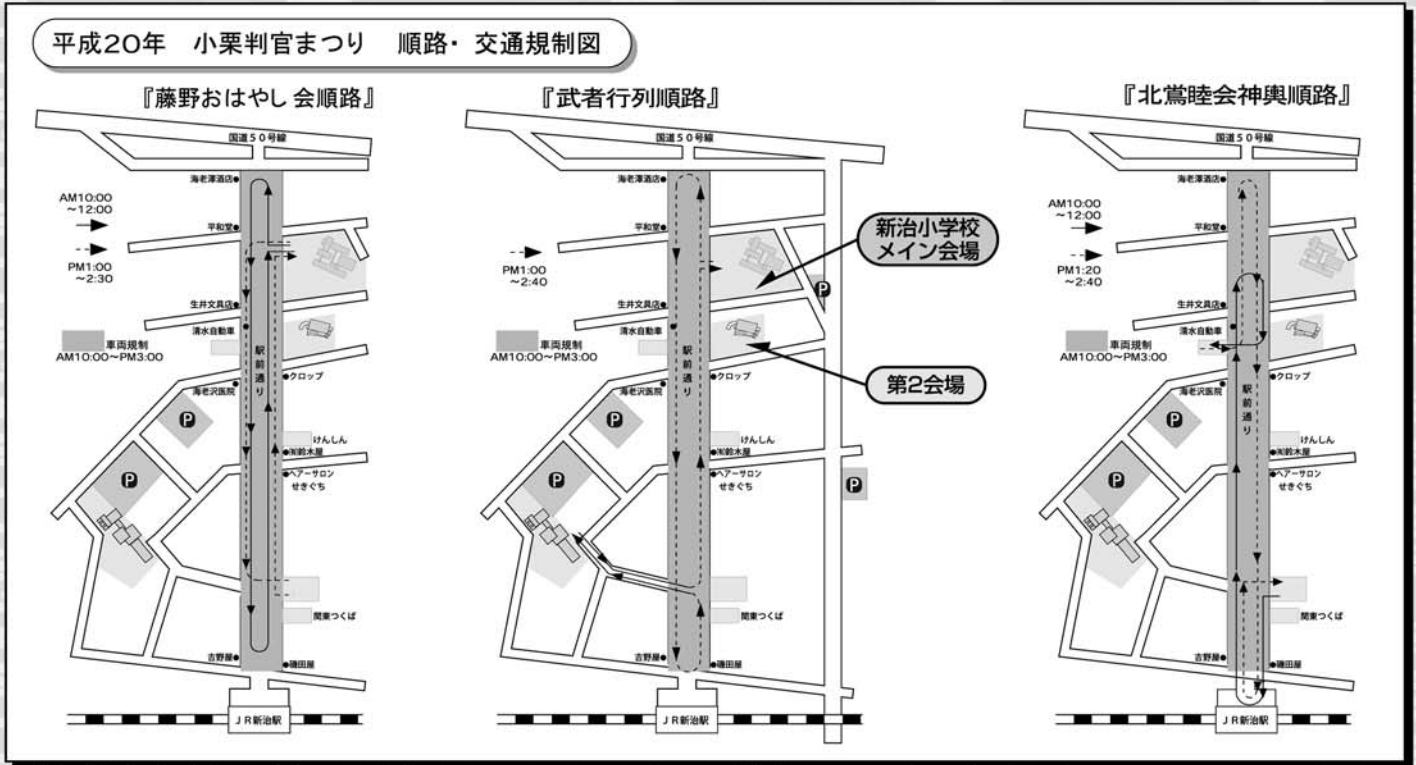 平成20年 小栗判官まつり 順路・交通規制図
『藤野おはやし会順路』
国道50号線
海老澤酒店
AM10:00
～12:00
平和堂
PM1:00
～2:30
生井文具店
清水自動車
車両規制
AM10:00～PM3:00
駅前通り
クロップ
海老沢医院
P
けんしん
㈲鈴木屋
P
ヘアーサロン
せきぐち
関東つくば
吉野屋
磯田屋
JR新治駅
『武者行列順路』
国道50号線
海老澤酒店
平和堂
新治小学校
メイン会場
PM1:00
～2:40
P
生井文具店
清水自動車
車両規制
AM10:00～PM3:00
駅前通り
クロップ
第2会場
海老沢医院
P
けんしん
㈲鈴木屋
P
ヘアーサロン
せきぐち
P
関東つくば
吉野屋
磯田屋
JR新治駅
『北鴬睦会神輿順路』
国道50号線
海老澤酒店
AM10:00
～12:00
平和堂
PM1:20
～2:40
生井文具店
清水自動車
車両規制
AM10:00～PM3:00
クロップ
海老沢医院
駅前通り
P
けんしん
㈲鈴木屋
P
ヘアーサロン
せきぐち
関東つくば
吉野屋
磯田屋
JR新治駅